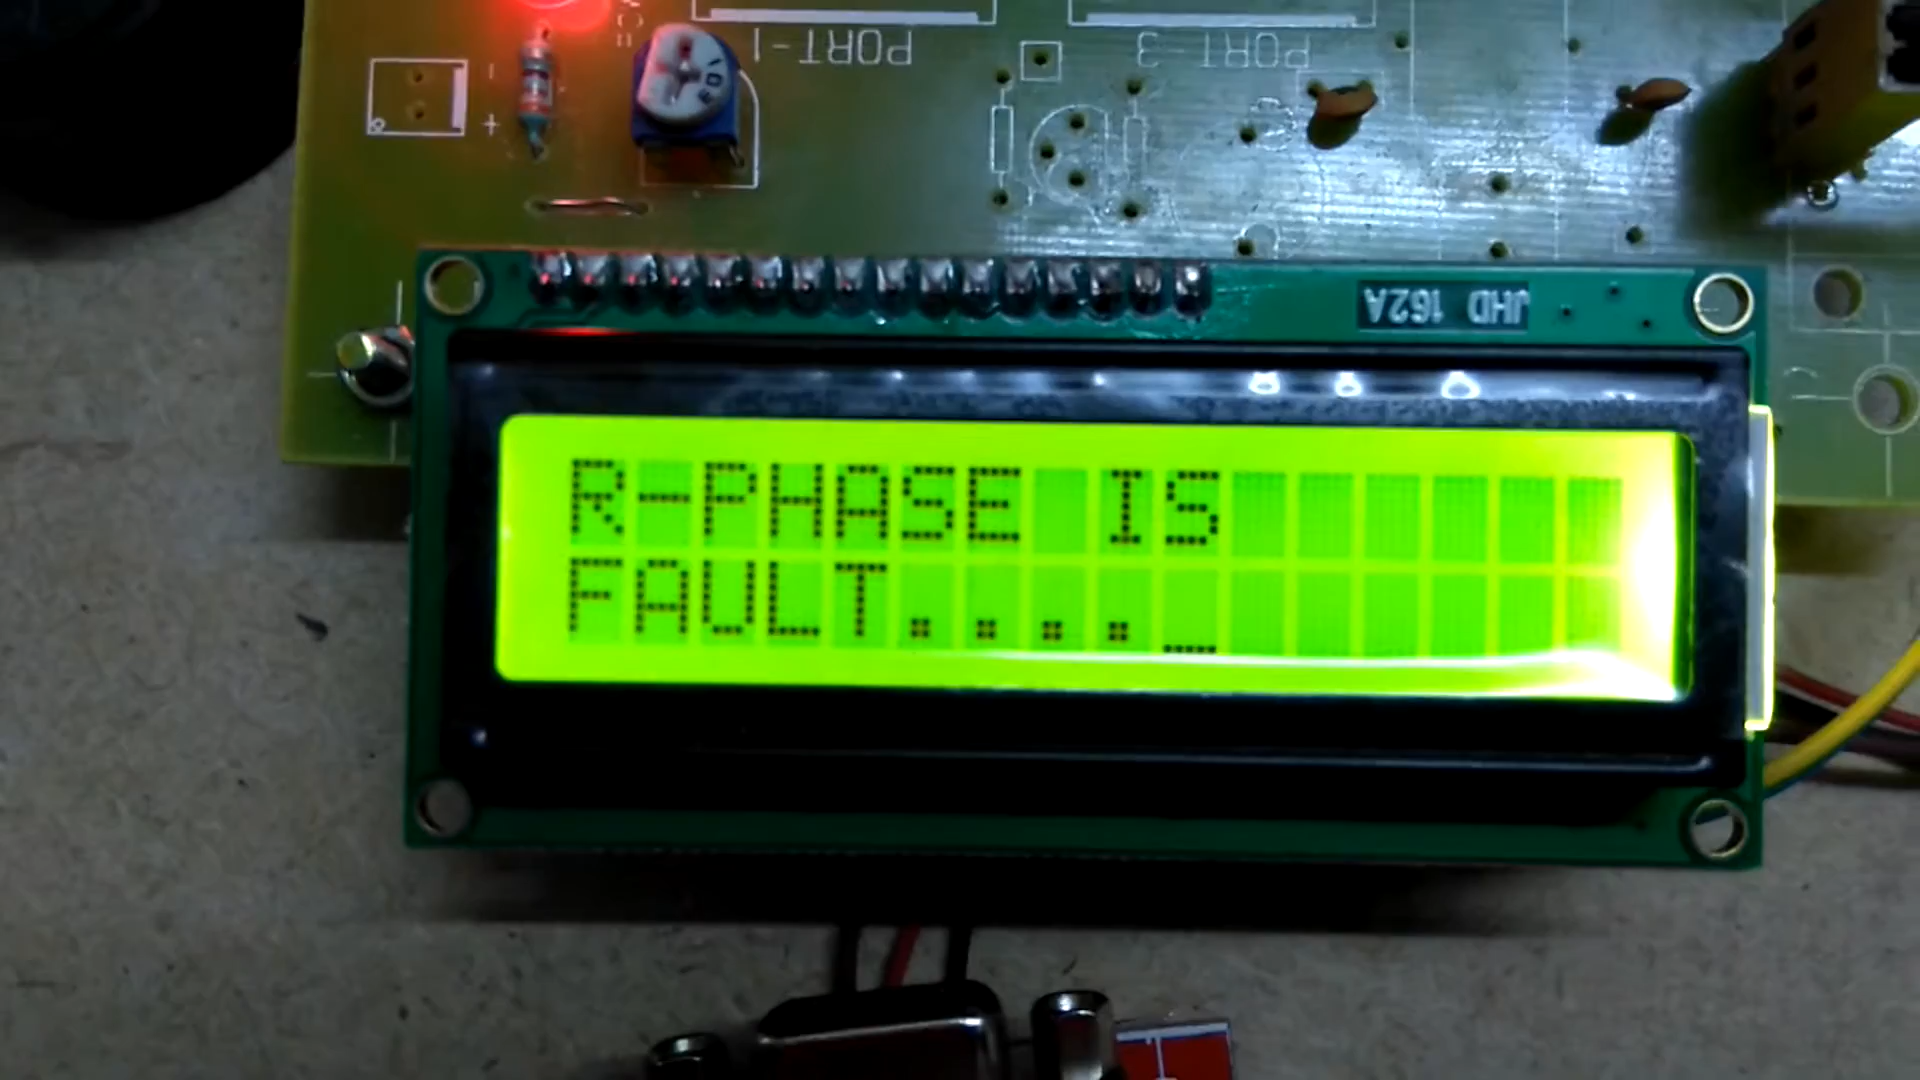 PORT-1
PORT-3
JHD 162A
R-PHASE IS
FAULT...._